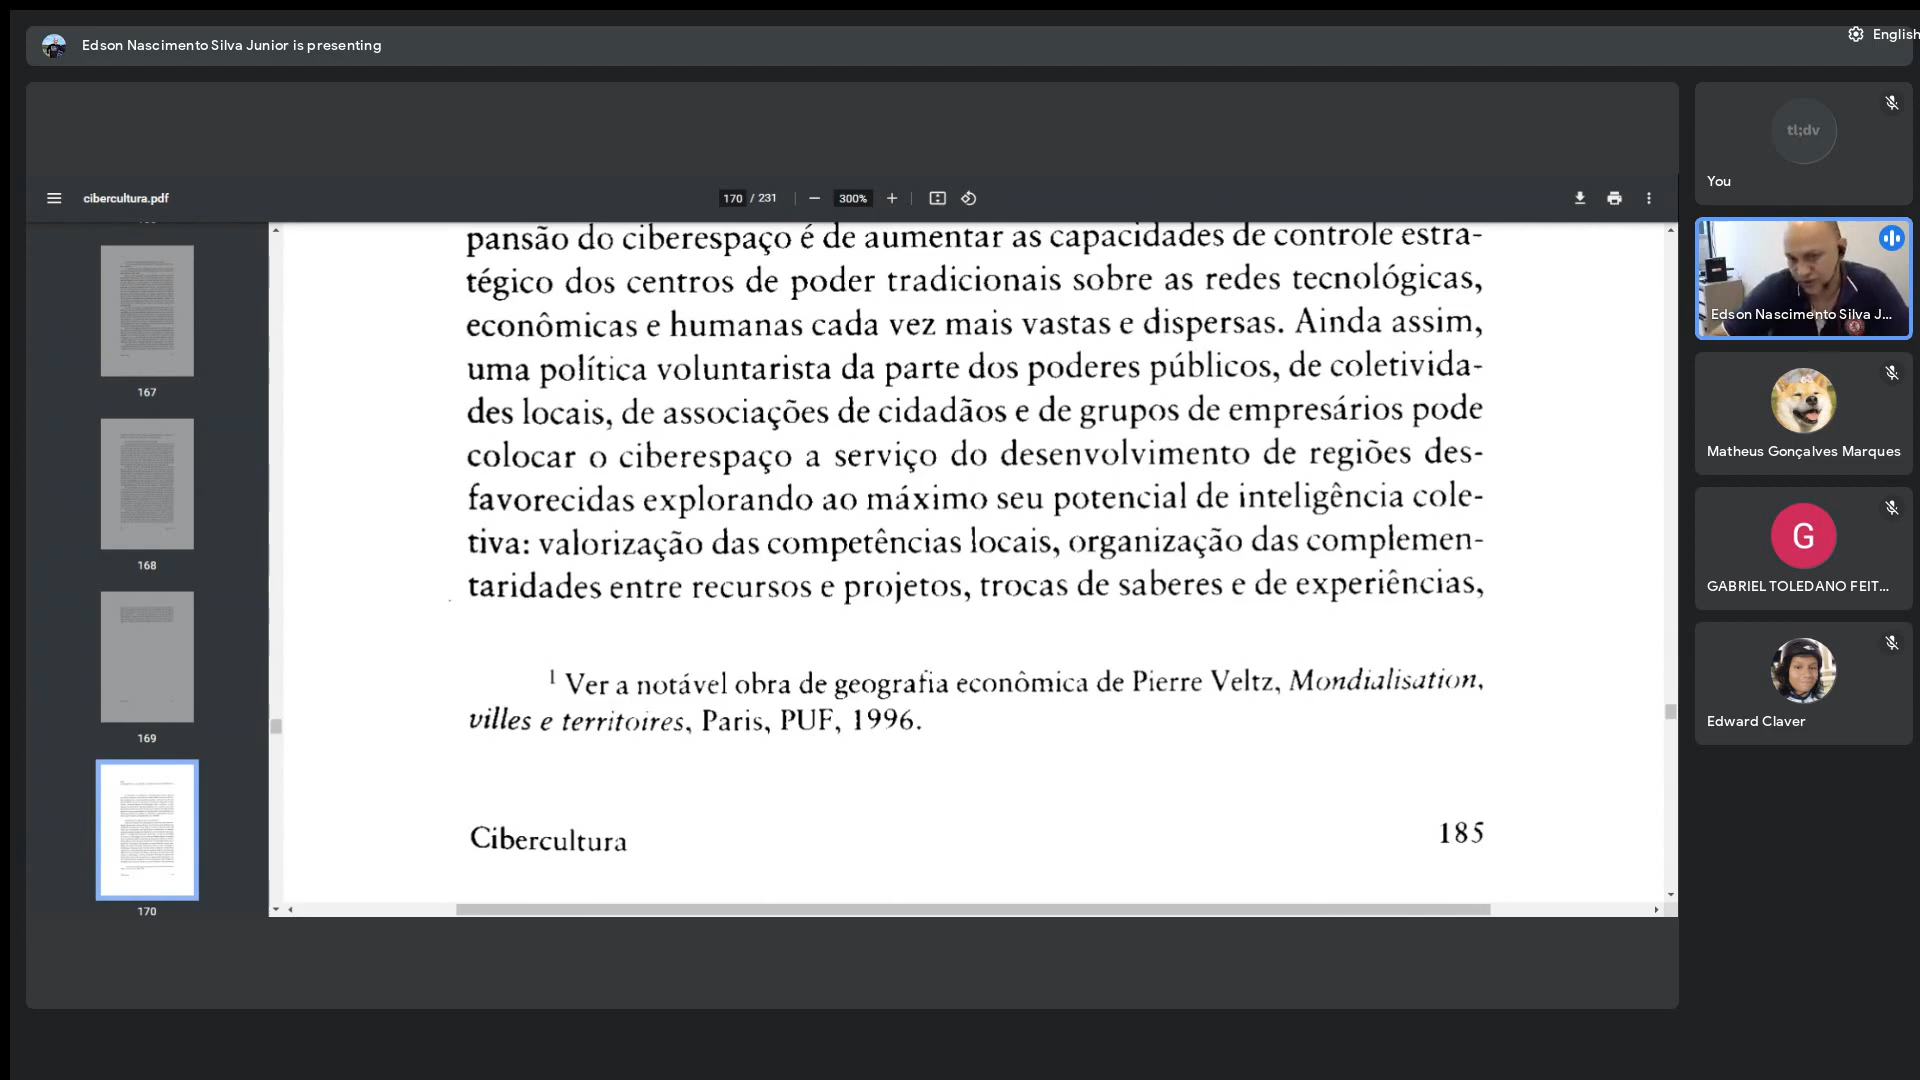 Edson Nascimento Silva Junior is presenting
English
cibercultura.pdf
170 / 231
300%
167
168
169
170
pansão do ciberespaço é de aumentar as capacidades de controle estra-
tégico dos centros de poder tradicionais sobre as redes tecnológicas,
econômicas e humanas cada vez mais vastas e dispersas. Ainda assim,
uma política voluntarista da parte dos poderes públicos, de coletivida-
des locais, de associações de cidadãos e de grupos de empresários pode
colocar o ciberespaço a serviço do desenvolvimento de regiões des-
favorecidas explorando ao máximo seu potencial de inteligência cole-
tiva: valorização das competências locais, organização das complemen-
taridades entre recursos e projetos, trocas de saberes e de experiências,
1 Ver a notável obra de geografia econômica de Pierre Veltz, Mondialisation,
villes e territoires, Paris, PUF, 1996.
Cibercultura 185
tl;dv
You
Edson Nascimento Silva J...
Matheus Gonçalves Marques
G
GABRIEL TOLEDANO FEIT...
Edward Claver